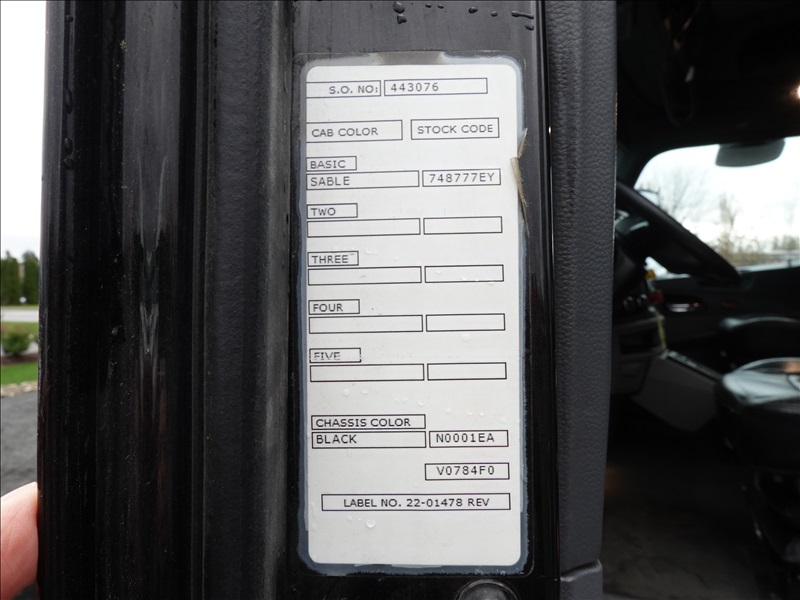 S.O. NO: 443076
CAB COLOR STOCK CODE
BASIC
SABLE 748777EY
TWO
THREE
FOUR
FIVE
CHASSIS COLOR
BLACK N0001EA
V0784F0
LABEL NO. 22-01478 REV